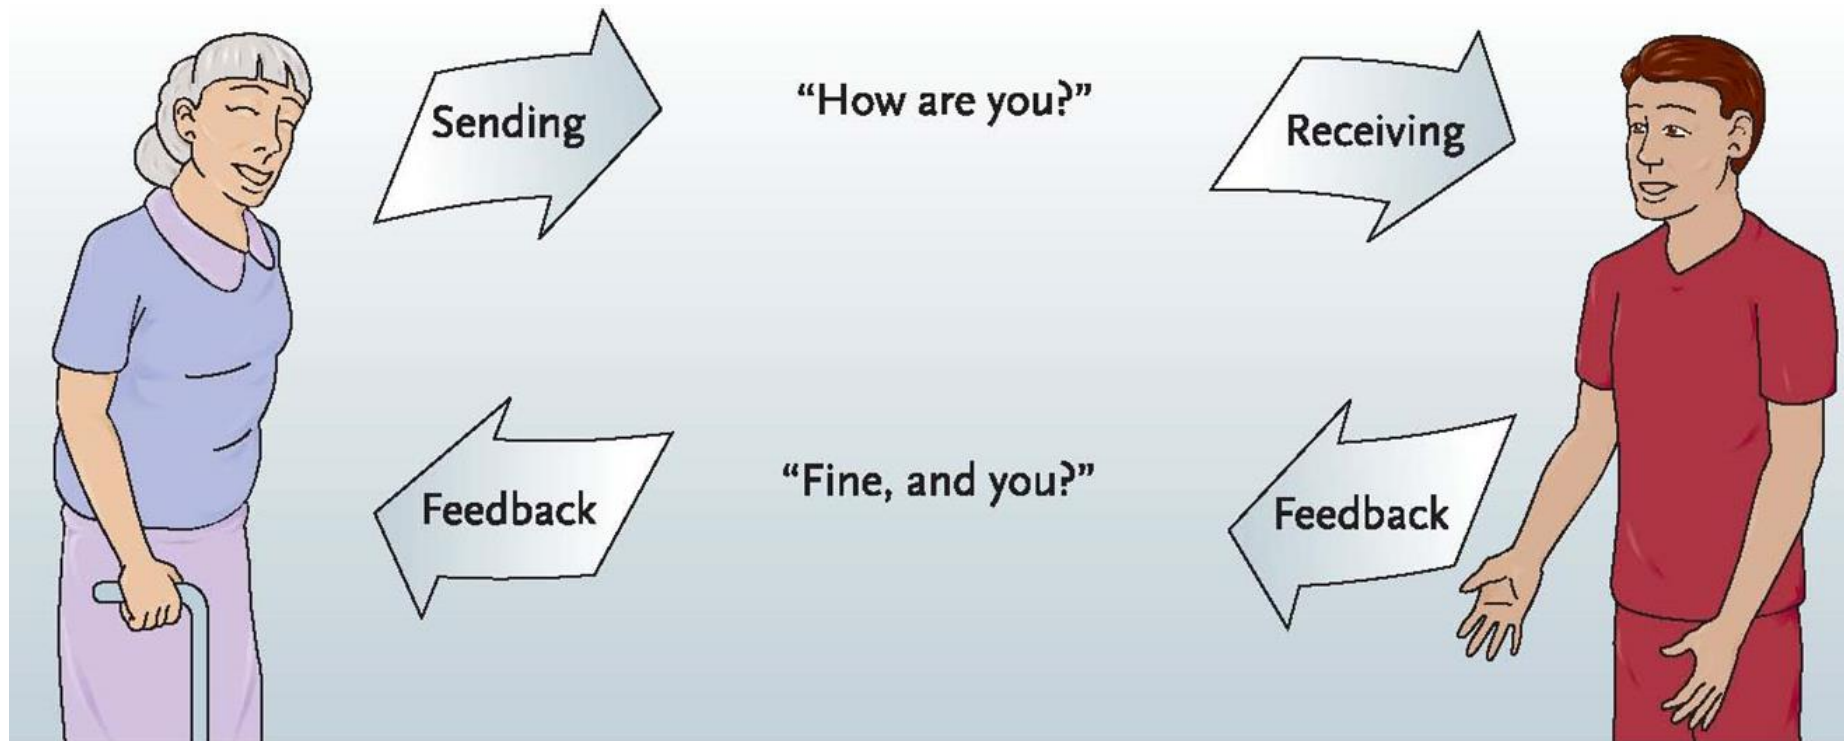 Sending
“How are you?”
Receiving
Feedback
“Fine, and you?”
Feedback